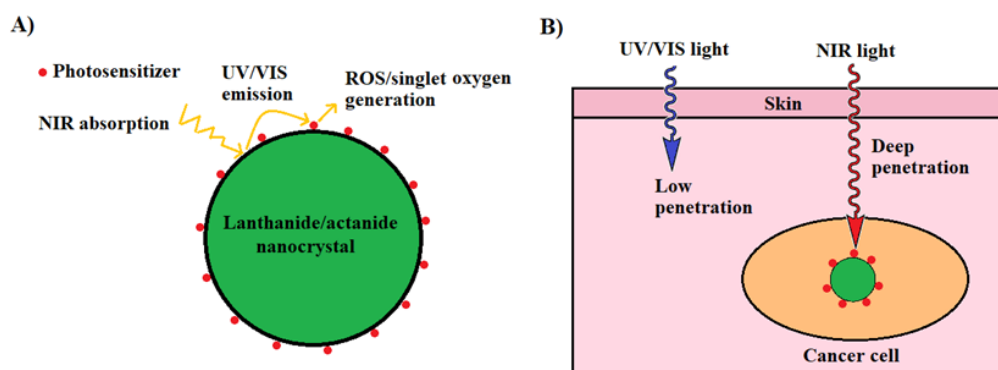 A)
Photosensitizer
UV/VIS
emission
ROS/singlet oxygen
generation
NIR absorption
Lanthanide/actanide
nanocrystal
B)
UV/VIS light
NIR light
Skin
Deep
penetration
Low
penetration
Cancer cell